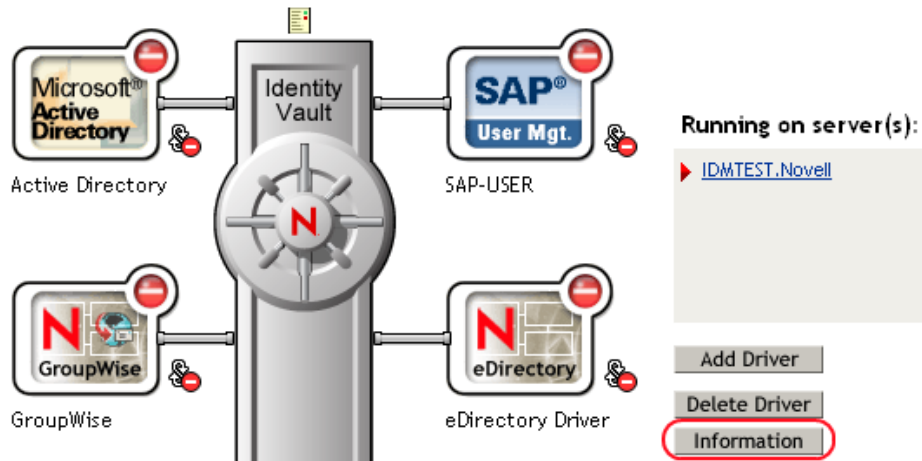 Microsoft®
Active
Directory
Active Directory
Identity
Vault
N
SAP®
User Mgt.
SAP-USER
N
GroupWise
GroupWise
N
eDirectory
eDirectory Driver
Running on server(s):
IDMTEST.Novell
Add Driver
Delete Driver
Information